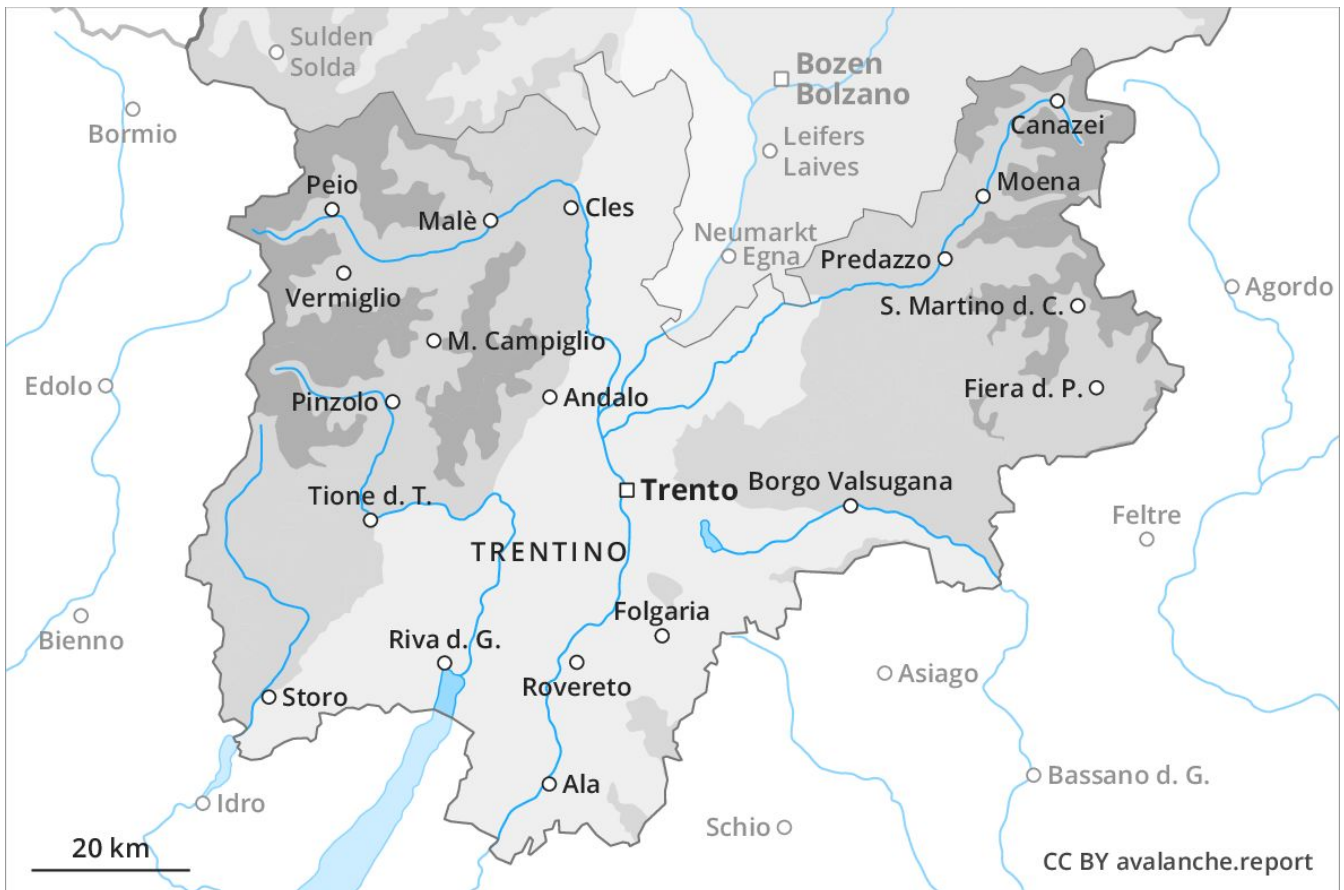 Sulden
Solda
Bozen
Bolzano
Bormio
Canazei
Leifers
Laives
Peio
Moena
Malè
Cles
Neumarkt
Egna
Predazzo
Vermiglio
Agordo
S. Martino d. C.
M. Campiglio
Edolo
Andalo
Fiera d. P.
Pinzolo
Trento
Borgo Valsugana
Tione d. T.
Feltre
TRENTINO
Folgaria
Bienno
Riva d. G.
Asiago
Rovereto
Storo
Bassano d. G.
Ala
Idro
Schio
20 km
CC BY avalanche.report